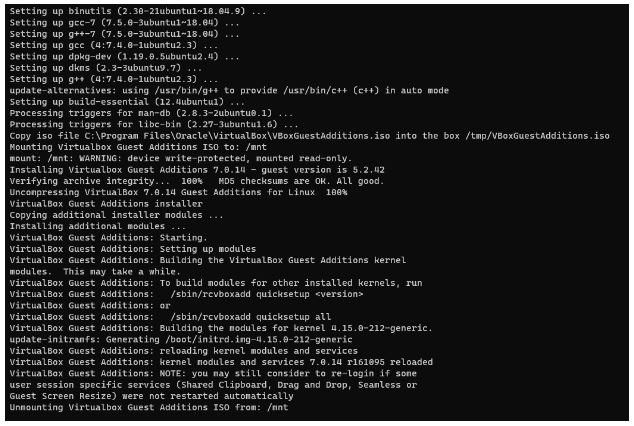 Setting up binutils (2.30-21ubuntu1~18.04.9) ...
Setting up gcc-7 (7.5.0-3ubuntu1~18.04) ...
Setting up g++-7 (7.5.0-3ubuntu1~18.04) ...
Setting up gcc (4:7.4.0-1ubuntu2.3) ...
Setting up dpkg-dev (1.19.0.5ubuntu2.4) ...
Setting up dkms (2.3-3ubuntu9.7) ...
Setting up g++ (4:7.4.0-1ubuntu2.3) ...
update-alternatives: using /usr/bin/g++ to provide /usr/bin/c++ (c++) in auto mode
Setting up build-essential (12.4ubuntu1) ...
Processing triggers for man-db (2.8.3-2ubuntu0.1) ...
Processing triggers for libc-bin (2.27-3ubuntu1.6) ...
Copy iso file C:\Program Files\Oracle\VirtualBox\VBoxGuestAdditions.iso into the box /tmp/VBoxGuestAdditions.iso
Mounting Virtualbox Guest Additions ISO to: /mnt
mount: /mnt: WARNING: device write-protected, mounted read-only.
Installing Virtualbox Guest Additions 7.0.14 - guest version is 5.2.42
Verifying archive integrity...  100%   MD5 checksums are OK. All good.
Uncompressing VirtualBox 7.0.14 Guest Additions for Linux  100%
VirtualBox Guest Additions installer
Copying additional installer modules ...
Installing additional modules ...
VirtualBox Guest Additions: Starting.
VirtualBox Guest Additions: Setting up modules
VirtualBox Guest Additions: Building the VirtualBox Guest Additions kernel
modules.  This may take a while.
VirtualBox Guest Additions: To build modules for other installed kernels, run
VirtualBox Guest Additions:   /sbin/rcvboxadd quicksetup <version>
VirtualBox Guest Additions: or
VirtualBox Guest Additions:   /sbin/rcvboxadd quicksetup all
VirtualBox Guest Additions: Building the modules for kernel 4.15.0-212-generic.
update-initramfs: Generating /boot/initrd.img-4.15.0-212-generic
VirtualBox Guest Additions: reloading kernel modules and services
VirtualBox Guest Additions: kernel modules and services 7.0.14 r161095 reloaded
VirtualBox Guest Additions: NOTE: you may still consider to re-login if some
user session specific services (Shared Clipboard, Drag and Drop, Seamless or
Guest Screen Resize) were not restarted automatically
Unmounting Virtualbox Guest Additions ISO from: /mnt